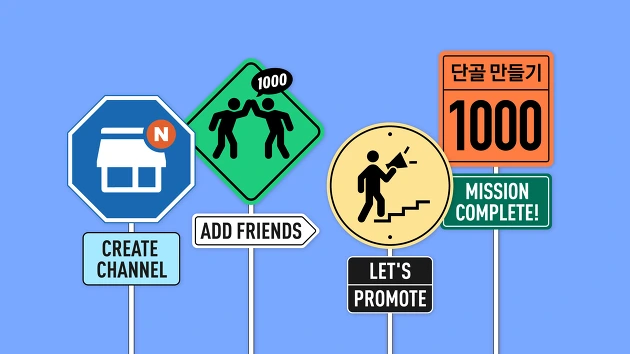 N
CREATE
CHANNEL
1000
ADD FRIENDS
LET'S
PROMOTE
단골 만들기
1000
MISSION
COMPLETE!